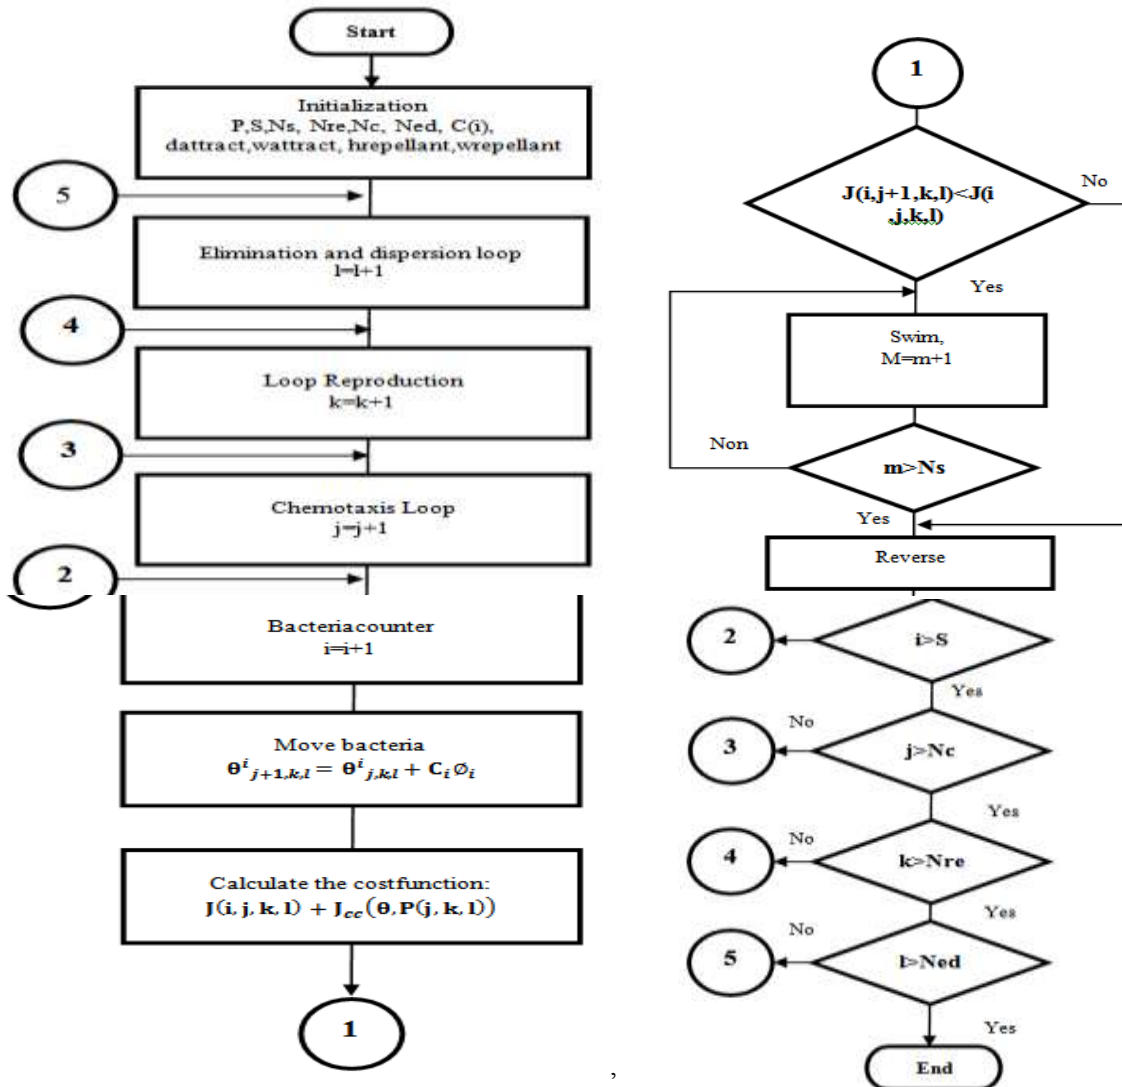 Start
Initialization
P,S,Ns, Nre,Nc, Ned, C(i),
dattract,wattract, hrepellant,wrepellant
5
Elimination and dispersion loop
l=l+1
4
Loop Reproduction
k=k+1
3
Chemotaxis Loop
j=j+1
2
Bacteriacounter
i=i+1
Move bacteria
θ^i_{j+1,k,l} = θ^i_{j,k,l} + C_i ∅_i
Calculate the costfunction:
J(i,j,k,l) + J_{cc}(θ,P(j,k,l))
1
,
1
J(i,j+1,k,l)<J(i
,j,k,l)
No
Yes
Swim,
M=m+1
Non
m>Ns
Yes
Reverse
2
i>S
Yes
No
3
j>Nc
Yes
No
4
k>Nre
Yes
No
5
l>Ned
Yes
End